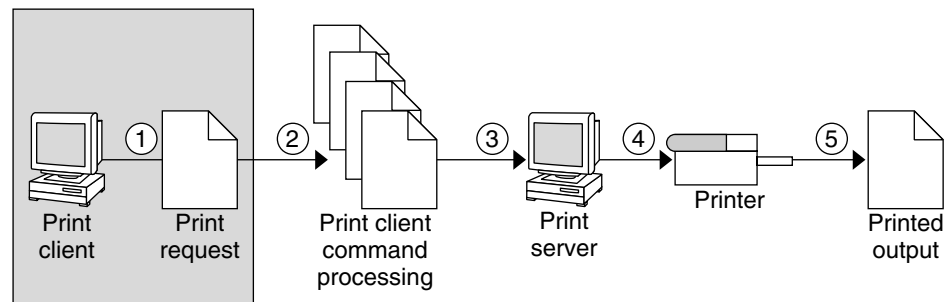 1
2
3
4
5
Print
client
Print
request
Print client
command
processing
Print
server
Printer
Printed
output